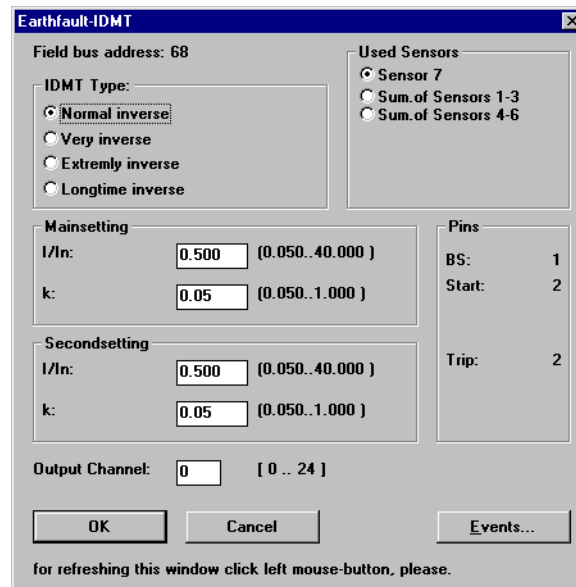 Earthfault-IDMT
Field bus address: 68
IDMT Type:
Normal inverse
Very inverse
Extremly inverse
Longtime inverse
Used Sensors
Sensor 7
Sum.of Sensors 1-3
Sum.of Sensors 4-6
Mainsetting
I/In: 0.500 (0.050..40.000 )
k: 0.05 (0.050..1.000 )
Secondsetting
I/In: 0.500 (0.050..40.000 )
k: 0.05 (0.050..1.000 )
Pins
BS: 1
Start: 2
Trip: 2
Output Channel: 0 [ 0 .. 24 ]
OK Cancel Events...
for refreshing this window click left mouse-button, please.